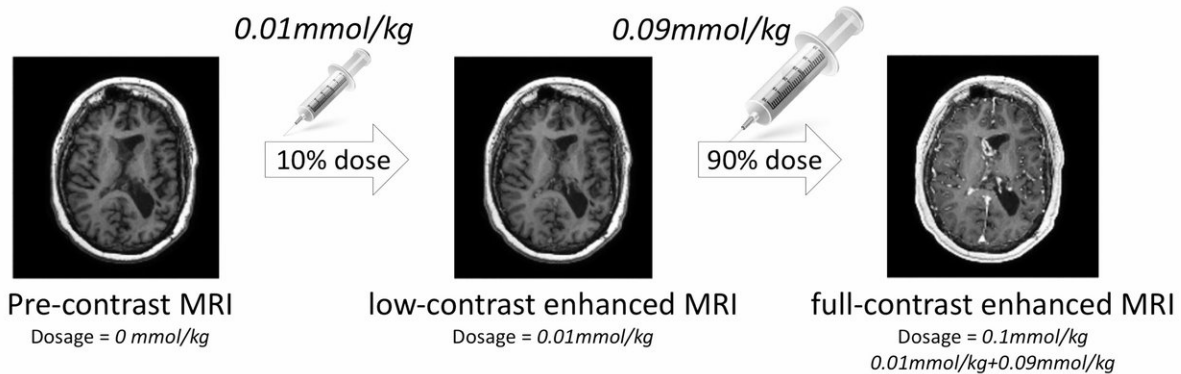 0.01mmol/kg
0.09mmol/kg
10% dose
90% dose
Pre-contrast MRI
Dosage = 0 mmol/kg
low-contrast enhanced MRI
Dosage = 0.01mmol/kg
full-contrast enhanced MRI
Dosage = 0.1mmol/kg
0.01mmol/kg+0.09mmol/kg